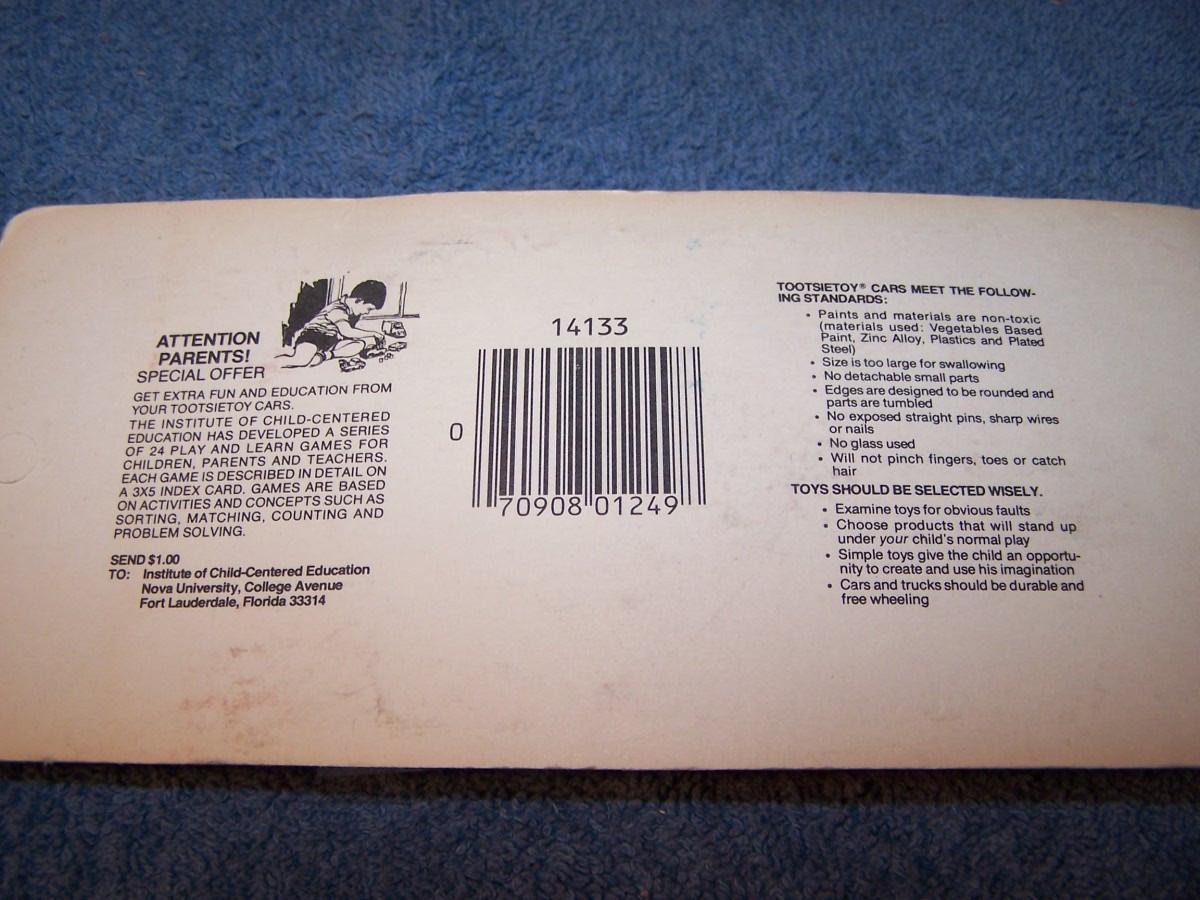 ATTENTION
PARENTS!
SPECIAL OFFER
GET EXTRA FUN AND EDUCATION FROM
YOUR TOOTSIETOY CARS.
THE INSTITUTE OF CHILD-CENTERED
EDUCATION HAS DEVELOPED A SERIES
OF 24 PLAY AND LEARN GAMES FOR
CHILDREN, PARENTS AND TEACHERS.
EACH GAME IS DESCRIBED IN DETAIL ON
A 3X5 INDEX CARD. GAMES ARE BASED
ON ACTIVITIES AND CONCEPTS SUCH AS
SORTING, MATCHING, COUNTING AND
PROBLEM SOLVING.
SEND $1.00
TO: Institute of Child-Centered Education
Nova University, College Avenue
Fort Lauderdale, Florida 33314
14133
0 70908 01249
TOOTSIETOY® CARS MEET THE FOLLOW-
ING STANDARDS:
• Paints and materials are non-toxic
(materials used: Vegetables Based
Paint, Zinc Alloy, Plastics and Plated
Steel)
• Size is too large for swallowing
• No detachable small parts
• Edges are designed to be rounded and
parts are tumbled
• No exposed straight pins, sharp wires
or nails
• No glass used
• Will not pinch fingers, toes or catch
hair
TOYS SHOULD BE SELECTED WISELY.
• Examine toys for obvious faults
• Choose products that will stand up
under your child's normal play
• Simple toys give the child an opportu-
nity to create and use his imagination
• Cars and trucks should be durable and
free wheeling